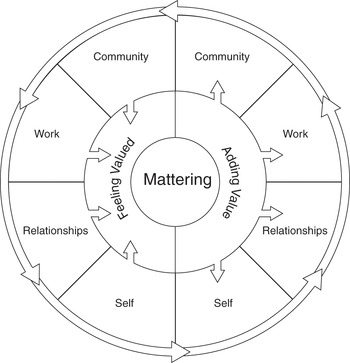 Community
Community
Work
Work
Feeling Valued
Mattering
Adding Value
Relationships
Relationships
Self
Self